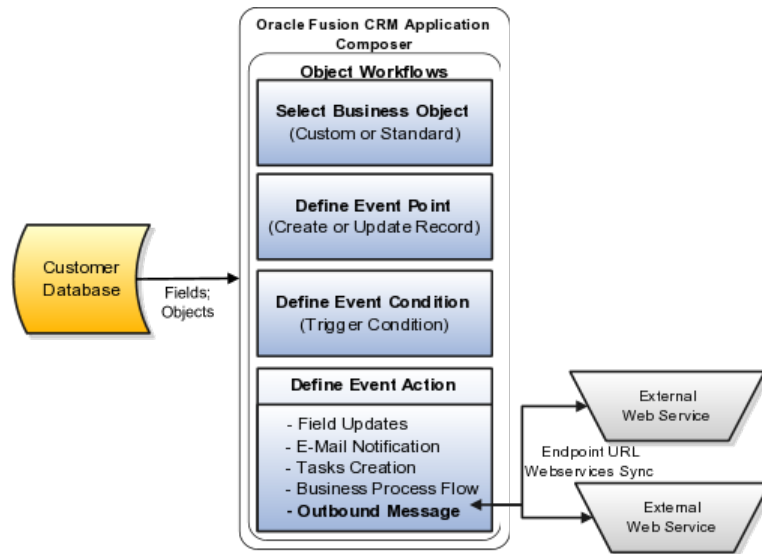 Oracle Fusion CRM Application
Composer
Object Workflows
Select Business Object
(Custom or Standard)
Define Event Point
(Create or Update Record)
Customer
Database
Fields;
Objects
Define Event Condition
(Trigger Condition)
Define Event Action
- Field Updates
- E-Mail Notification
- Tasks Creation
- Business Process Flow
- Outbound Message
External
Web Service
Endpoint URL
Webservices Sync
External
Web Service